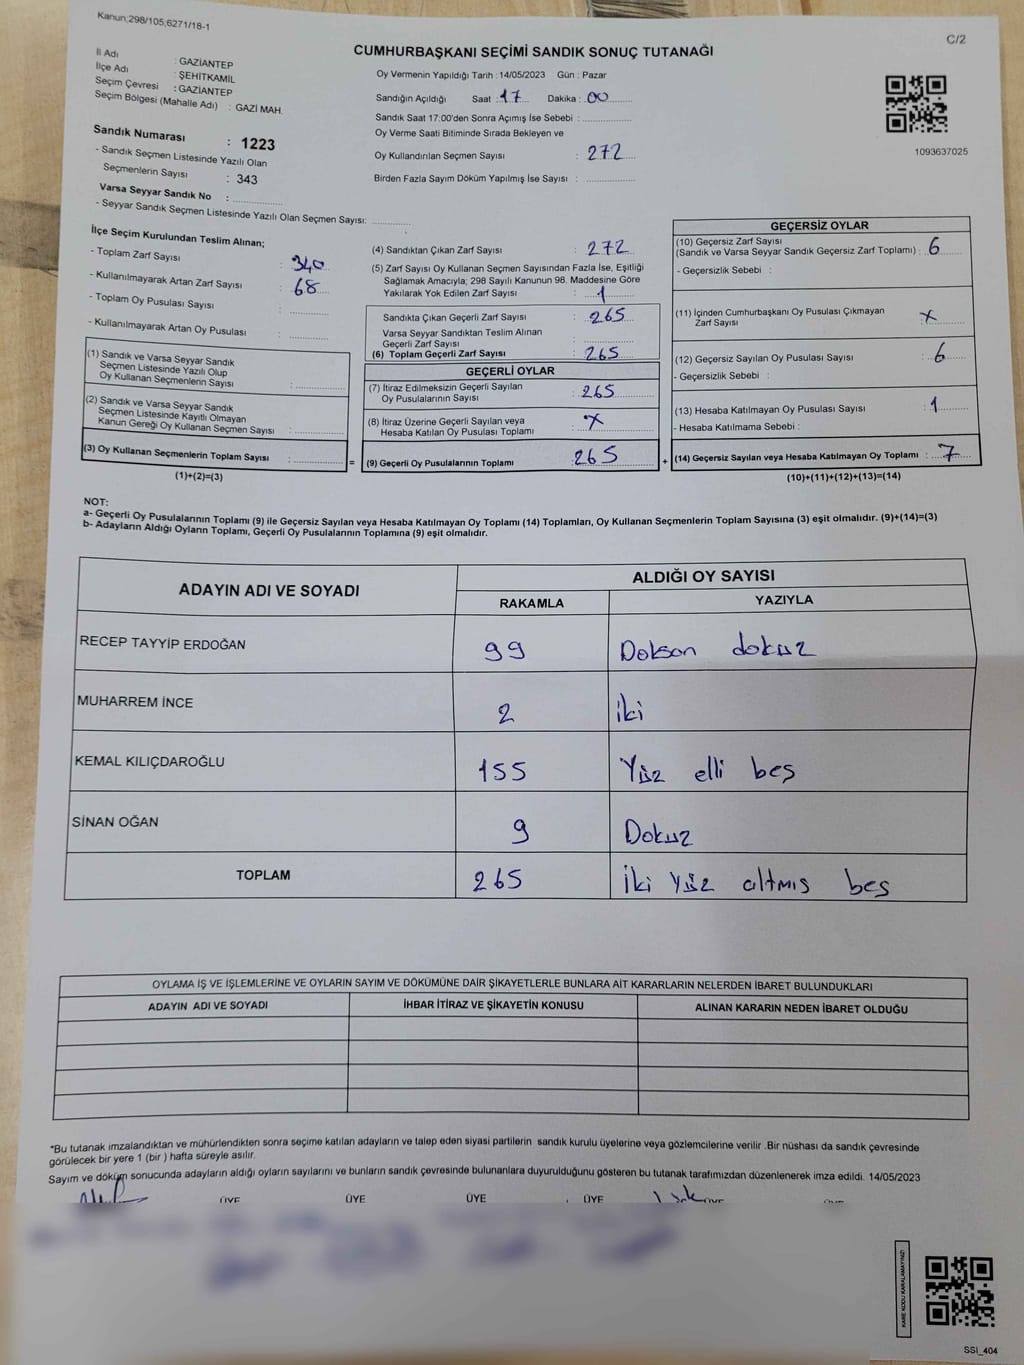 Kanun;298/105,6271/18-1
C/2
CUMHURBAŞKANI SEÇİMİ SANDIK SONUÇ TUTANAĞI
İl Adı : GAZİANTEP
İlçe Adı : ŞEHİTKAMİL
Seçim Çevresi : GAZİANTEP
Seçim Bölgesi (Mahalle Adı) : GAZİ MAH.
Sandık Numarası : 1223
- Sandık Seçmen Listesinde Yazılı Olan
Seçmenlerin Sayısı : 343
Varsa Seyyar Sandık No :
- Seyyar Sandık Seçmen Listesinde Yazılı Olan Seçmen Sayısı:
Oy Vermenin Yapıldığı Tarih : 14/05/2023 Gün : Pazar
Sandığın Açıldığı Saat 17 Dakika : 00
Sandık Saat 17:00'den Sonra Açımış İse Sebebi :
Oy Verme Saati Bitiminde Sırada Bekleyen ve
Oy Kullandırılan Seçmen Sayısı : 272
Birden Fazla Sayım Döküm Yapılmış İse Sayısı :
1093637025
İlçe Seçim Kurulundan Teslim Alınan;
- Toplam Zarf Sayısı : 340
- Kullanılmayarak Artan Zarf Sayısı : 68
- Toplam Oy Pusulası Sayısı :
- Kullanılmayarak Artan Oy Pusulası :
(1) Sandık ve Varsa Seyyar Sandık
Seçmen Listesinde Yazılı Olup
Oy Kullanan Seçmenlerin Sayısı :
(2) Sandık ve Varsa Seyyar Sandık
Seçmen Listesinde Kayıtlı Olmayan
Kanun Gereği Oy Kullanan Seçmen Sayısı :
(3) Oy Kullanan Seçmenlerin Toplam Sayısı : =
(1)+(2)=(3)
(4) Sandıktan Çıkan Zarf Sayısı : 272
(5) Zarf Sayısı Oy Kullanan Seçmen Sayısından Fazla İse, Eşitliği
Sağlamak Amacıyla; 298 Sayılı Kanunun 98. Maddesine Göre
Yakılarak Yok Edilen Zarf Sayısı : 1
Sandıkta Çıkan Geçerli Zarf Sayısı : 265
Varsa Seyyar Sandıktan Teslim Alınan
Geçerli Zarf Sayısı :
(6) Toplam Geçerli Zarf Sayısı : 265
GEÇERLİ OYLAR
(7) İtiraz Edilmeksizin Geçerli Sayılan
Oy Pusulalarının Sayısı : 265
(8) İtiraz Üzerine Geçerli Sayılan veya
Hesaba Katılan Oy Pusulası Toplamı : x
(9) Geçerli Oy Pusulalarının Toplamı : 265 +
GEÇERSİZ OYLAR
(10) Geçersiz Zarf Sayısı
(Sandık ve Varsa Seyyar Sandık Geçersiz Zarf Toplamı) : 6
- Geçersizlik Sebebi :
(11) İçinden Cumhurbaşkanı Oy Pusulası Çıkmayan
Zarf Sayısı : x
(12) Geçersiz Sayılan Oy Pusulası Sayısı : 6
- Geçersizlik Sebebi :
(13) Hesaba Katılmayan Oy Pusulası Sayısı : 1
- Hesaba Katılmama Sebebi :
(14) Geçersiz Sayılan veya Hesaba Katılmayan Oy Toplamı : 7
(10)+(11)+(12)+(13)=(14)
NOT:
a- Geçerli Oy Pusulalarının Toplamı (9) ile Geçersiz Sayılan veya Hesaba Katılmayan Oy Toplamı (14) Toplamları, Oy Kullanan Seçmenlerin Toplam Sayısına (3) eşit olmalıdır. (9)+(14)=(3)
b- Adayların Aldığı Oyların Toplamı, Geçerli Oy Pusulalarının Toplamına (9) eşit olmalıdır.
ADAYIN ADI VE SOYADI ALDIĞI OY SAYISI
RAKAMLA YAZIYLA
RECEP TAYYİP ERDOĞAN 99 Doksan dokuz
MUHARREM İNCE 2 iki
KEMAL KILIÇDAROĞLU 155 Yüz elli beş
SİNAN OĞAN 9 Dokuz
TOPLAM 265 İki Yüz altmış beş
OYLAMA İŞ VE İŞLEMLERİNE VE OYLARIN SAYIM VE DÖKÜMÜNE DAİR ŞİKAYETLERLE BUNLARA AİT KARARLARIN NELERDEN İBARET BULUNDUKLARI
ADAYIN ADI VE SOYADI İHBAR İTİRAZ VE ŞİKAYETİN KONUSU ALINAN KARARIN NEDEN İBARET OLDUĞU
*Bu tutanak imzalandıktan ve mühürlendikten sonra seçime katılan adayların ve talep eden siyasi partilerin sandık kurulu üyelerine veya gözlemcilerine verilir .Bir nüshası da sandık çevresinde
görülecek bir yere 1 (bir ) hafta süreyle asılır.
Sayım ve döküm sonucunda adayların aldığı oyların sayılarını ve bunların sandık çevresinde bulunanlara duyurulduğunu gösteren bu tutanak tarafımızdan düzenlenerek imza edildi. 14/05/2023
ÜYE ÜYE ÜYE ÜYE
KARE KODU KARALAMAYINIZ!
SSI_404